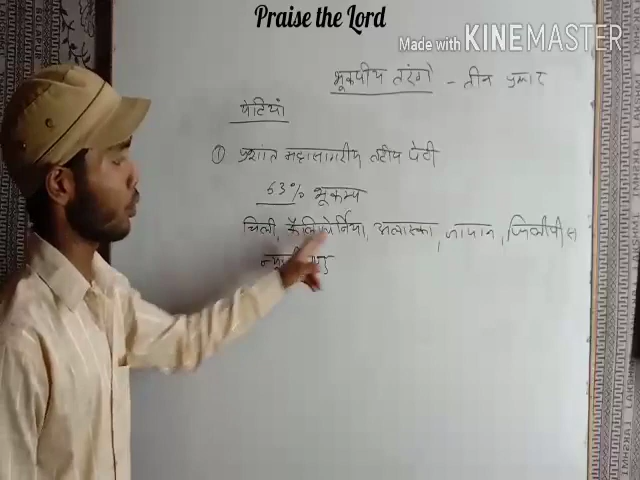 Praise the Lord
Made with KINEMASTER
भूकंपीय तरंगे - तीन प्रकार
पेटियां
① प्रशांत महासागरीय तटीय पेटी
63% भूकम्प
चिली, कैलिफोर्निया, अलास्का, जापान, फिलीपींस